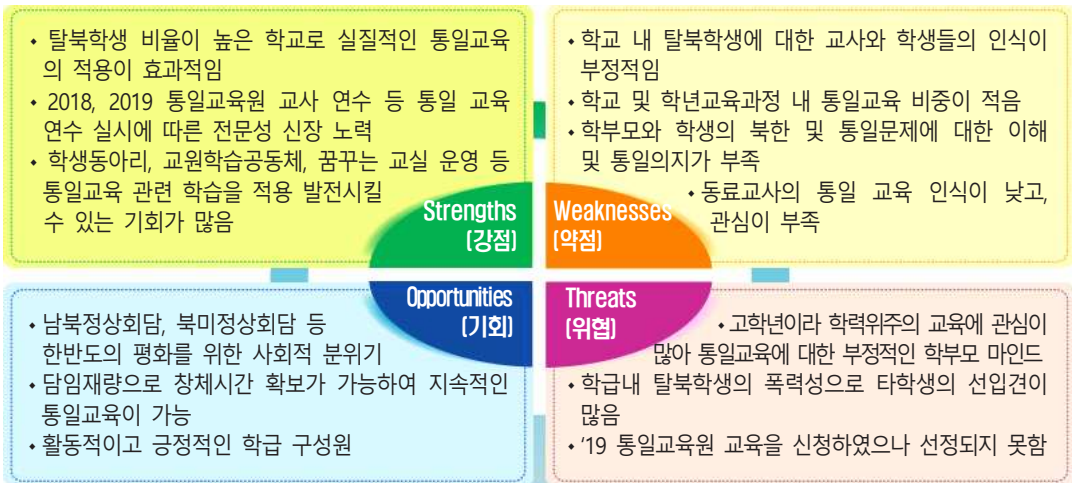 • 탈북학생 비율이 높은 학교로 실질적인 통일교육
의 적용이 효과적임
• 2018, 2019 통일교육원 교사 연수 등 통일 교육
연수 실시에 따른 전문성 신장 노력
• 학생동아리, 교원학습공동체, 꿈꾸는 교실 운영 등
통일교육 관련 학습을 적용 발전시킬
수 있는 기회가 많음
Strengths
(강점)
• 학교 내 탈북학생에 대한 교사와 학생들의 인식이
부정적임
• 학교 및 학년교육과정 내 통일교육 비중이 적음
• 학부모와 학생의 북한 및 통일문제에 대한 이해
및 통일의지가 부족
• 동료교사의 통일 교육 인식이 낮고,
관심이 부족
Weaknesses
(약점)
Opportunities
(기회)
• 남북정상회담, 북미정상회담 등
한반도의 평화를 위한 사회적 분위기
• 담임재량으로 창체시간 확보가 가능하여 지속적인
통일교육이 가능
• 활동적이고 긍정적인 학급 구성원
Threats
(위협)
• 고학년이라 학력위주의 교육에 관심이
많아 통일교육에 대한 부정적인 학부모 마인드
• 학급내 탈북학생의 폭력성으로 타학생의 선입견이
많음
• '19 통일교육원 교육을 신청하였으나 선정되지 못함